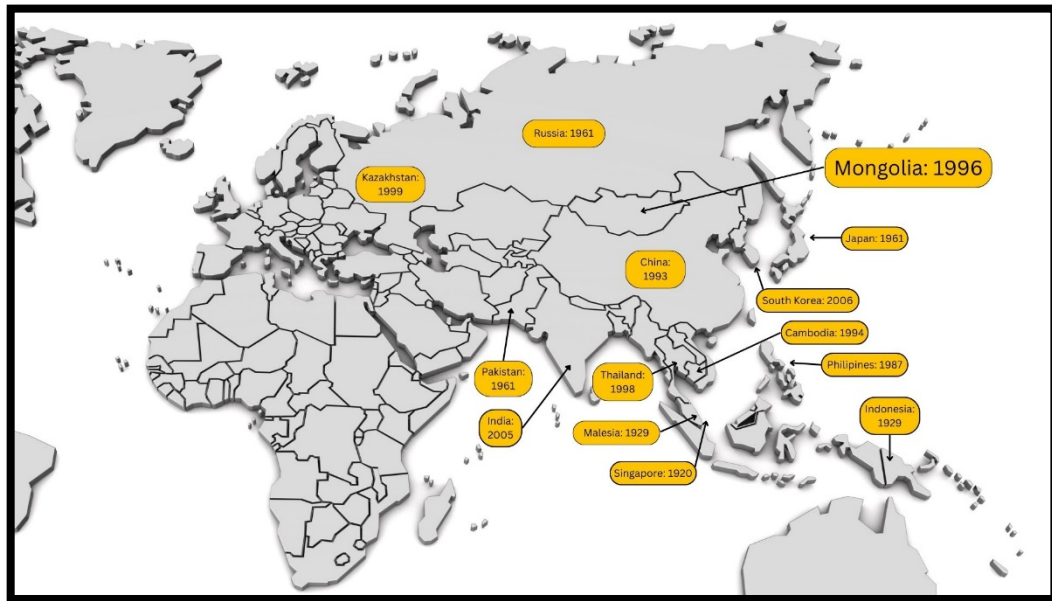 Russia: 1961
Mongolia: 1996
Kazakhstan:
1999
Japan: 1961
China:
1993
South Korea: 2006
Cambodia: 1994
Philipines: 1987
Pakistan:
1961
Thailand:
1998
Indonesia:
1929
India:
2005
Malesia: 1929
Singapore: 1920